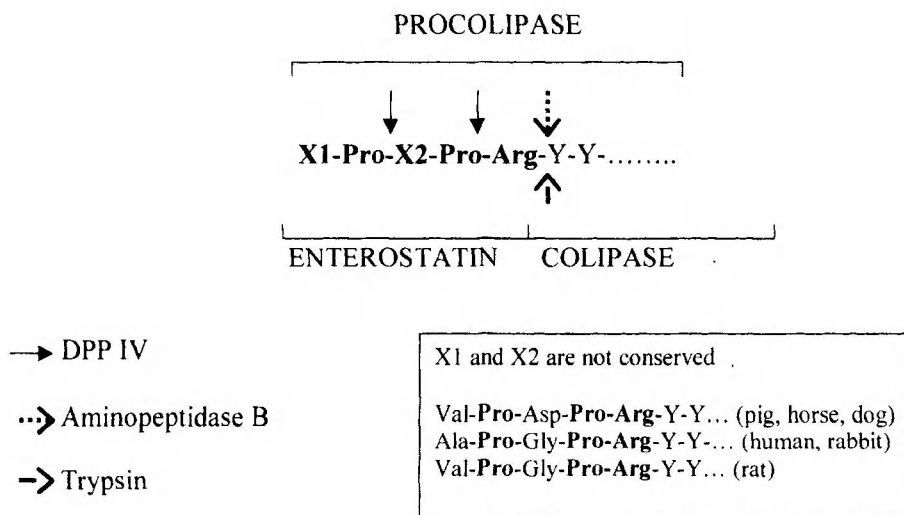 PROCOLIPASE
X1-Pro-X2-Pro-Arg-Y-Y-........
ENTEROSTATIN COLIPASE
DPP IV
Aminopeptidase B
Trypsin
X1 and X2 are not conserved
Val-Pro-Asp-Pro-Arg-Y-Y... (pig, horse, dog)
Ala-Pro-Gly-Pro-Arg-Y-Y-... (human, rabbit)
Val-Pro-Gly-Pro-Arg-Y-Y... (rat)